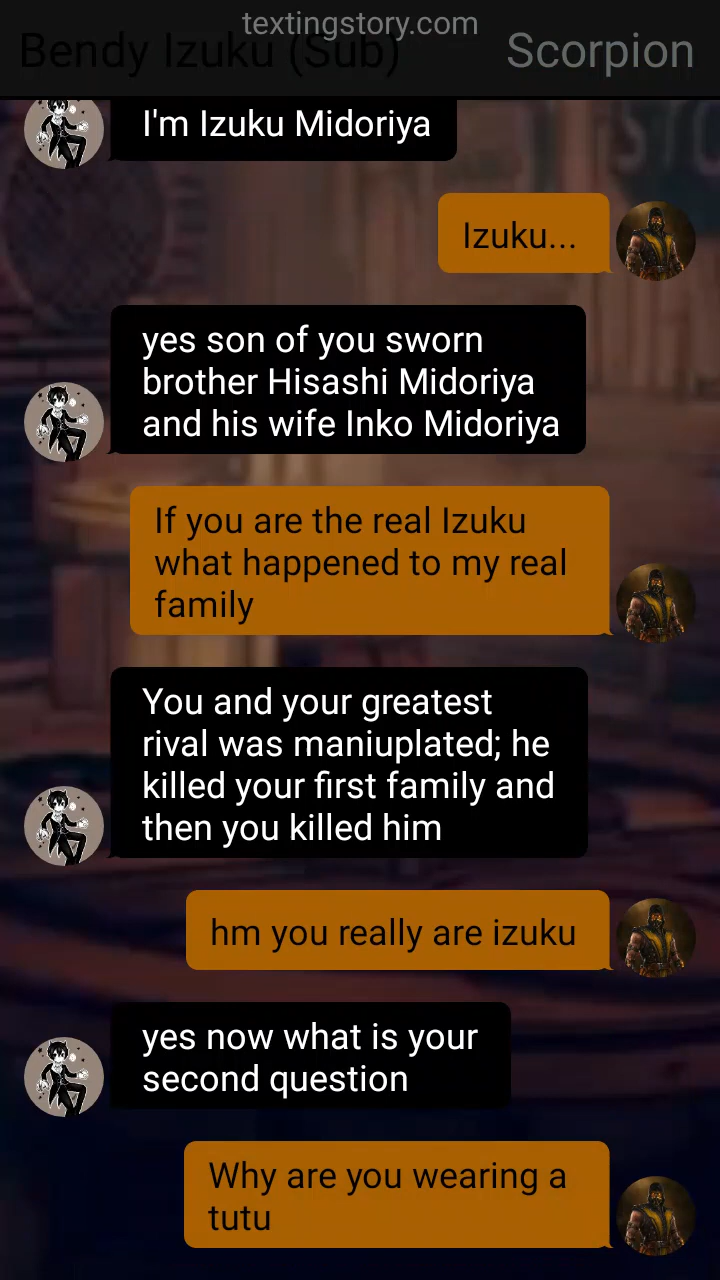 textingstory.com
Bendy Izuku (Sub)
Scorpion
I'm Izuku Midoriya
Izuku...
yes son of you sworn
brother Hisashi Midoriya
and his wife Inko Midoriya
If you are the real Izuku
what happened to my real
family
You and your greatest
rival was maniuplated; he
killed your first family and
then you killed him
hm you really are izuku
yes now what is your
second question
Why are you wearing a
tutu